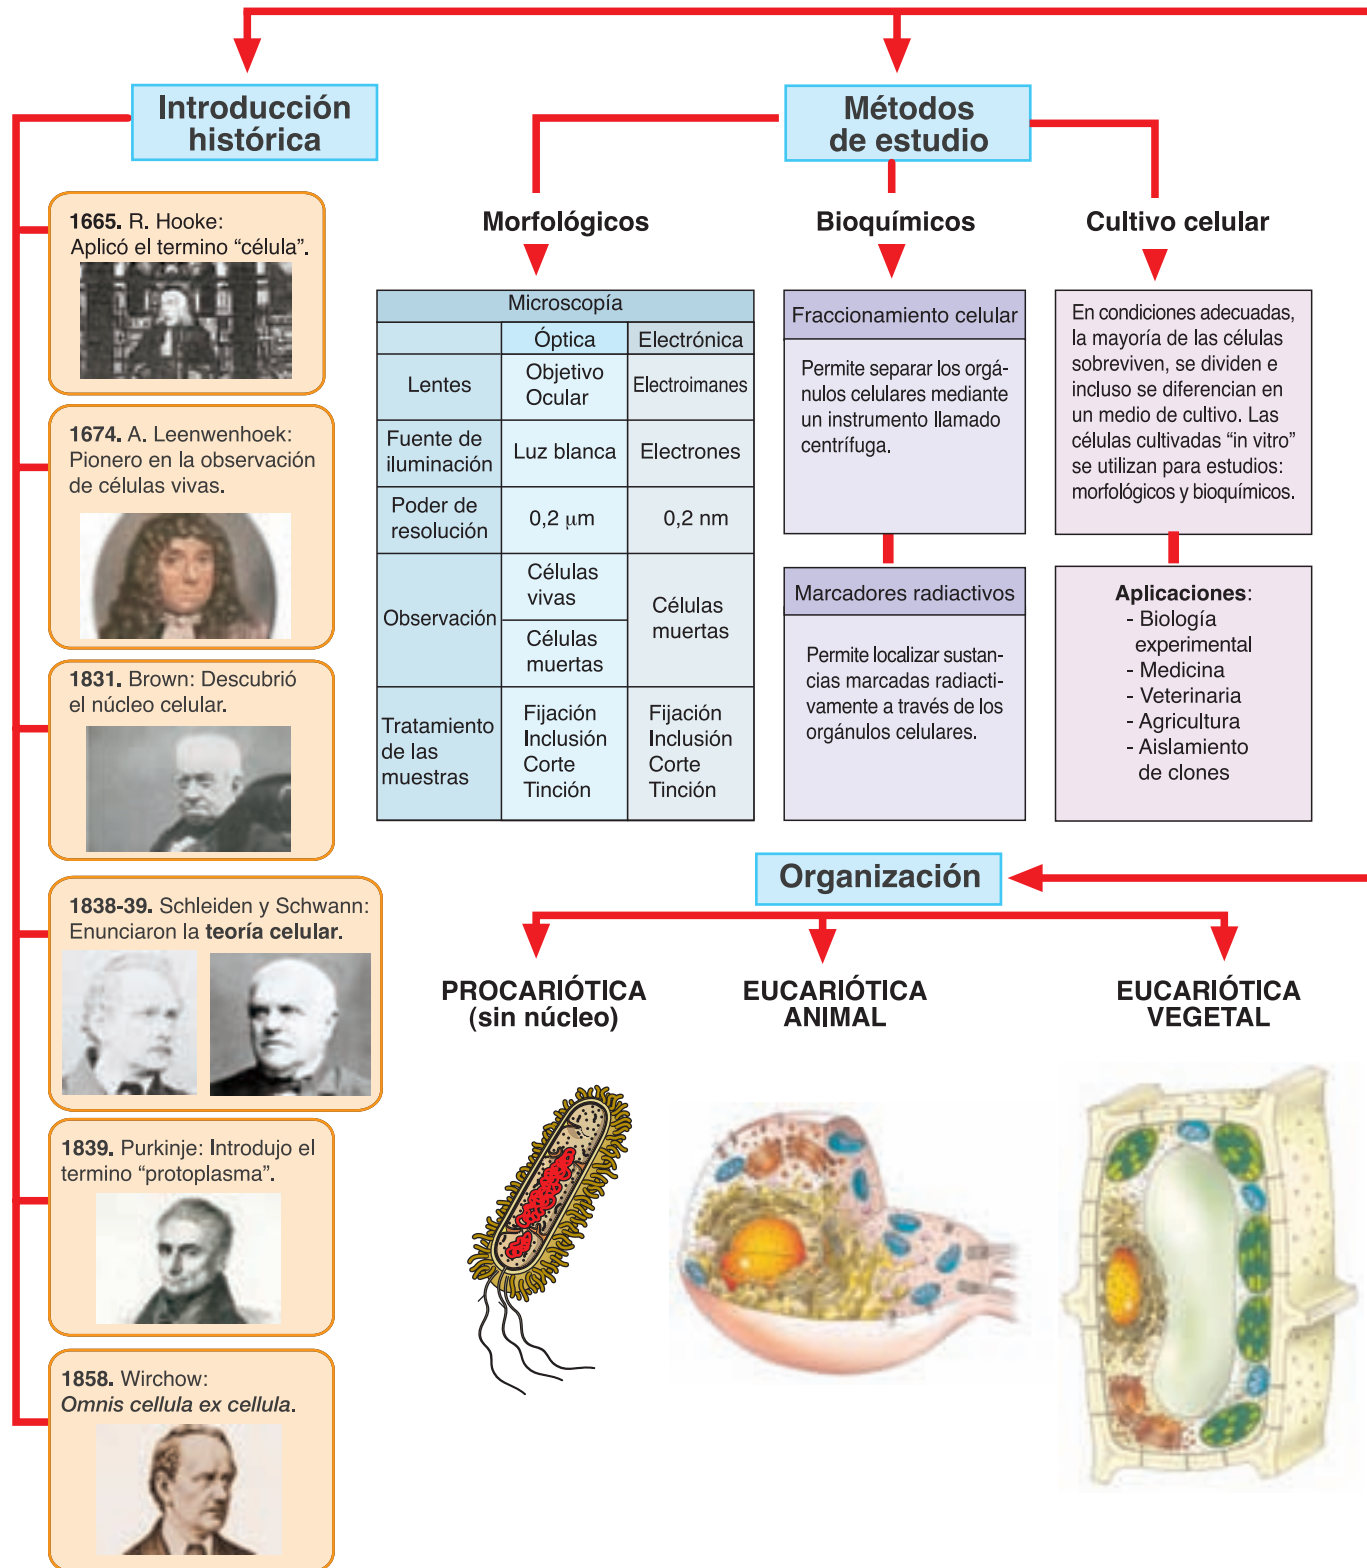 Introducción
histórica
1665. R. Hooke:
Aplicó el termino “célula”.
1674. A. Leenwenhoek:
Pionero en la observación
de células vivas.
1831. Brown: Descubrió
el núcleo celular.
1838-39. Schleiden y Schwann:
Enunciaron la teoría celular.
1839. Purkinje: Introdujo el
termino “protoplasma”.
1858. Wirchow:
Omnis cellula ex cellula.
Métodos
de estudio
Morfológicos
Microscopía
Óptica Electrónica
Lentes
Objetivo
Ocular
Electroimanes
Fuente de
iluminación
Luz blanca
Electrones
Poder de
resolución
0,2 μm
0,2 nm
Observación
Células
vivas
Células
muertas
Células
muertas
Tratamiento
de las
muestras
Fijación
Inclusión
Corte
Tinción
Fijación
Inclusión
Corte
Tinción
Bioquímicos
Fraccionamiento celular
Permite separar los orgá-
nulos celulares mediante
un instrumento llamado
centrífuga.
Marcadores radiactivos
Permite localizar sustan-
cias marcadas radiacti-
vamente a través de los
orgánulos celulares.
Cultivo celular
En condiciones adecuadas,
la mayoría de las células
sobreviven, se dividen e
incluso se diferencian en
un medio de cultivo. Las
células cultivadas “in vitro”
se utilizan para estudios:
morfológicos y bioquímicos.
Aplicaciones:
- Biología
experimental
- Medicina
- Veterinaria
- Agricultura
- Aislamiento
de clones
Organización
PROCARIÓTICA
(sin núcleo)
EUCARIÓTICA
ANIMAL
EUCARIÓTICA
VEGETAL